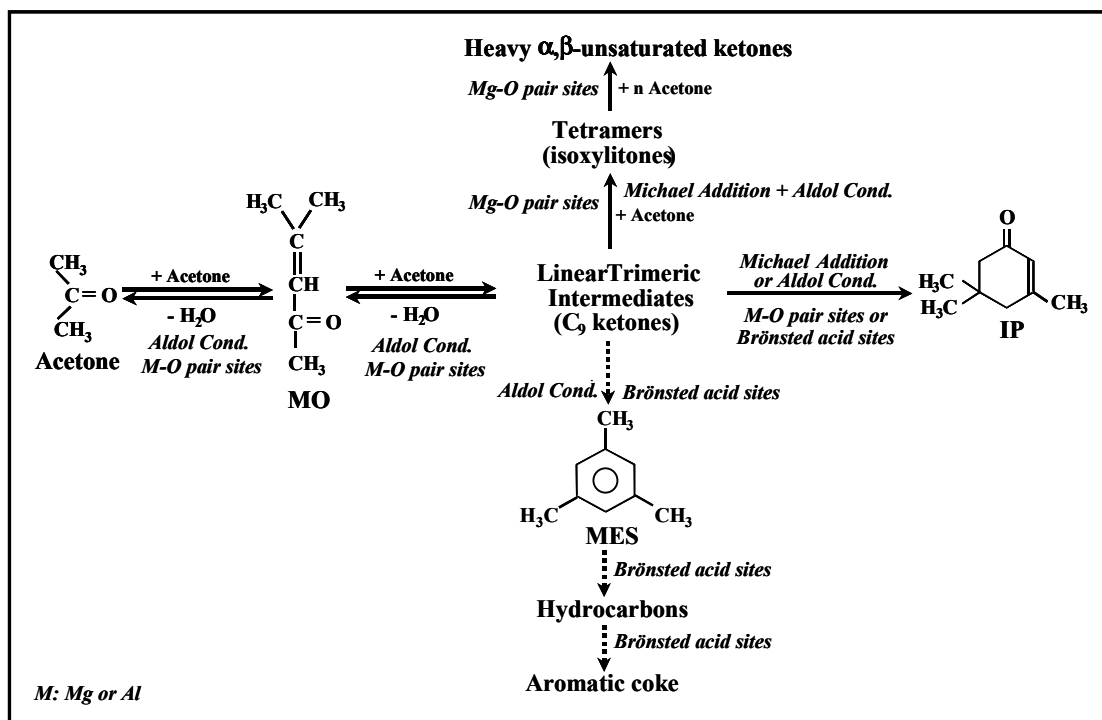 Heavy α,β-unsaturated ketones
Mg-O pair sites
+ n Acetone
Tetramers
(isoxylitones)
Mg-O pair sites
Michael Addition + Aldol Cond.
+ Acetone
CH3
C=O
CH3
Acetone
+ Acetone
- H2O
Aldol Cond.
M-O pair sites
H3C
CH3
C
CH
C=O
CH3
MO
+ Acetone
- H2O
Aldol Cond.
M-O pair sites
LinearTrimeric
Intermediates
(C9 ketones)
Michael Addition
or Aldol Cond.
M-O pair sites or
Brönsted acid sites
O
H3C
H3C
CH3
IP
Aldol Cond.
Brönsted acid sites
CH3
H3C
CH3
MES
Brönsted acid sites
Hydrocarbons
Brönsted acid sites
Aromatic coke
M: Mg or Al